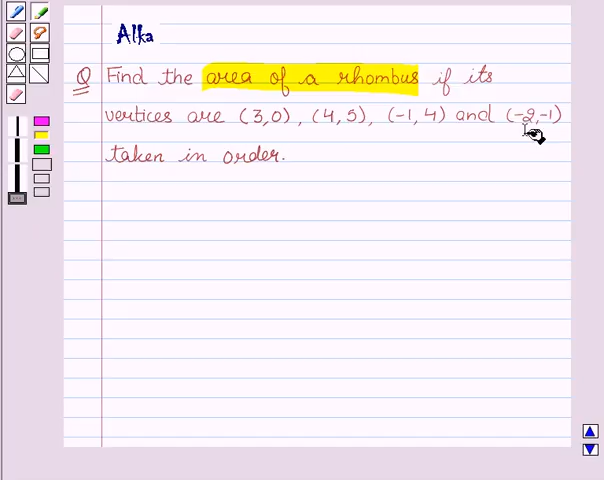 Alka
Q Find the area of a rhombus if its
vertices are (3,0), (4,5), (-1,4) and (-2,-1)
taken in order.